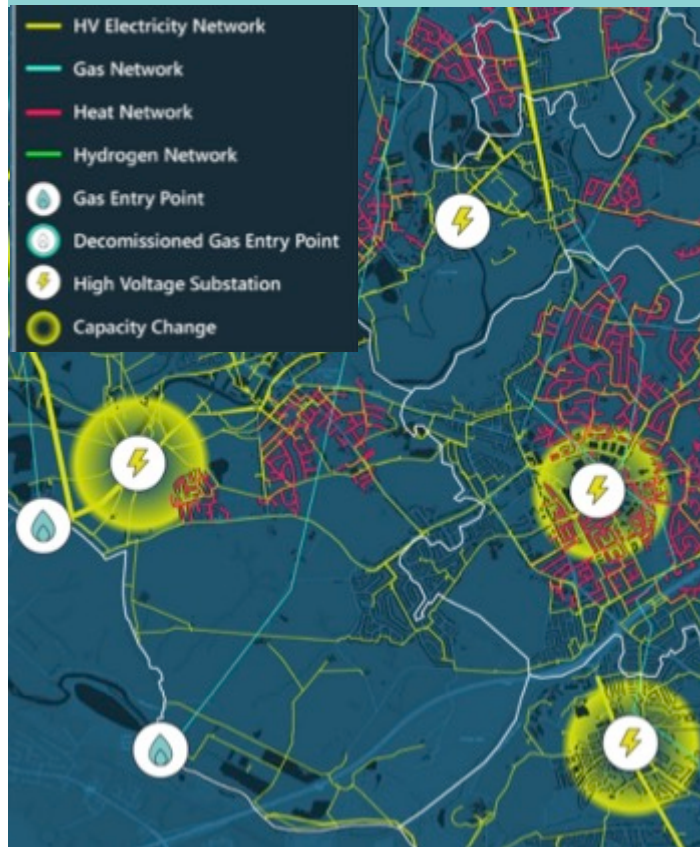 HV Electricity Network
Gas Network
Heat Network
Hydrogen Network
Gas Entry Point
Decomissioned Gas Entry Point
High Voltage Substation
Capacity Change